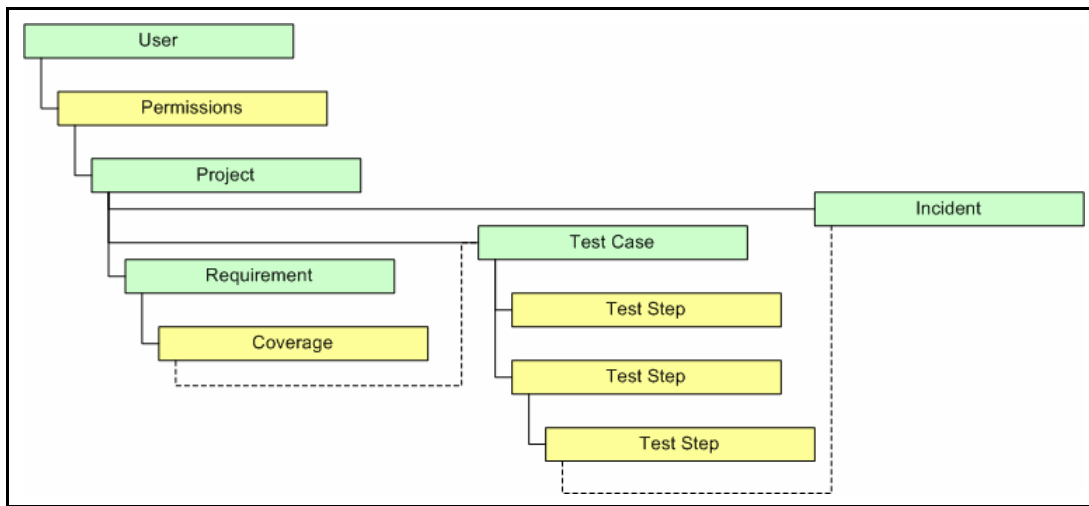 User
Permissions
Project
Incident
Test Case
Requirement
Test Step
Coverage
Test Step
Test Step